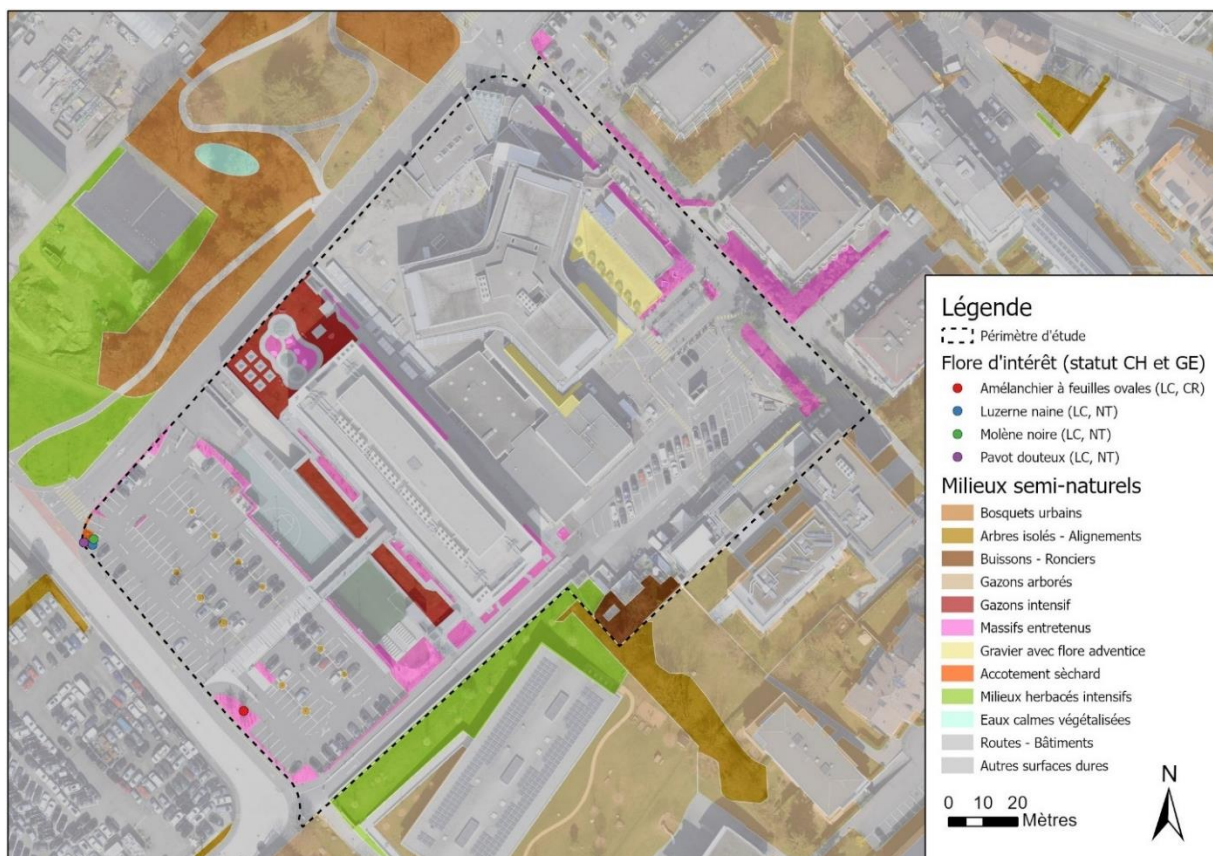 Légende
Périmètre d'étude
Flore d'intérêt (statut CH et GE)
Amélanchier à feuilles ovales (LC, CR)
Luzerne naine (LC, NT)
Molène noire (LC, NT)
Pavot douteux (LC, NT)
Milieux semi-naturels
Bosquets urbains
Arbres isolés - Alignements
Buissons - Ronciers
Gazons arborés
Gazons intensif
Massifs entretenus
Gravier avec flore adventice
Accotement sèchard
Milieux herbacés intensifs
Eaux calmes végétalisées
Routes - Bâtiments
Autres surfaces dures
N
0 10 20
Mètres